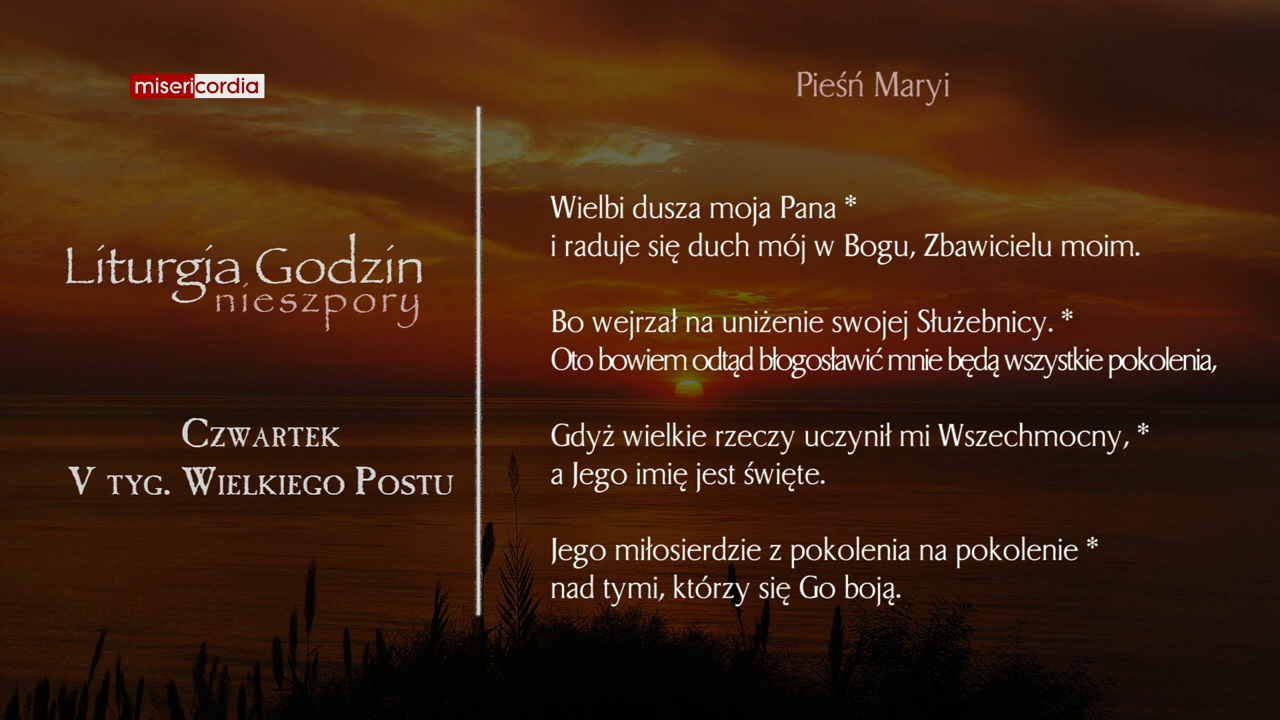 misericordia
Liturgia Godzin
nieszpory
Czwartek
V tyg. Wielkiego Postu
Pieśń Maryi
Wielbi dusza moja Pana *
i raduje się duch mój w Bogu, Zbawicielu moim.
Bo wejrzał na uniżenie swojej Służebnicy. *
Oto bowiem odtąd błogosławić mnie będą wszystkie pokolenia,
Gdyż wielkie rzeczy uczynił mi Wszechmocny, *
a Jego imię jest święte.
Jego miłosierdzie z pokolenia na pokolenie *
nad tymi, którzy się Go boją.